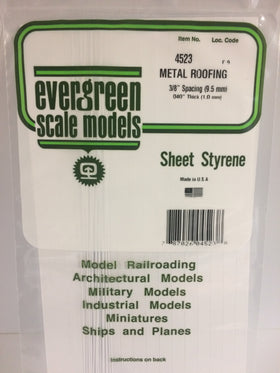 Item No. Loc. Code
4523
METAL ROOFING
3/8" Spacing (9.5 mm)
.040" Thick (1.0 mm)
evergreen
scale models
Sheet Styrene
Made in U.S.A
Model Railroading
Architectural Models
Military Models
Industrial Models
Miniatures
Ships and Planes
Instructions on back